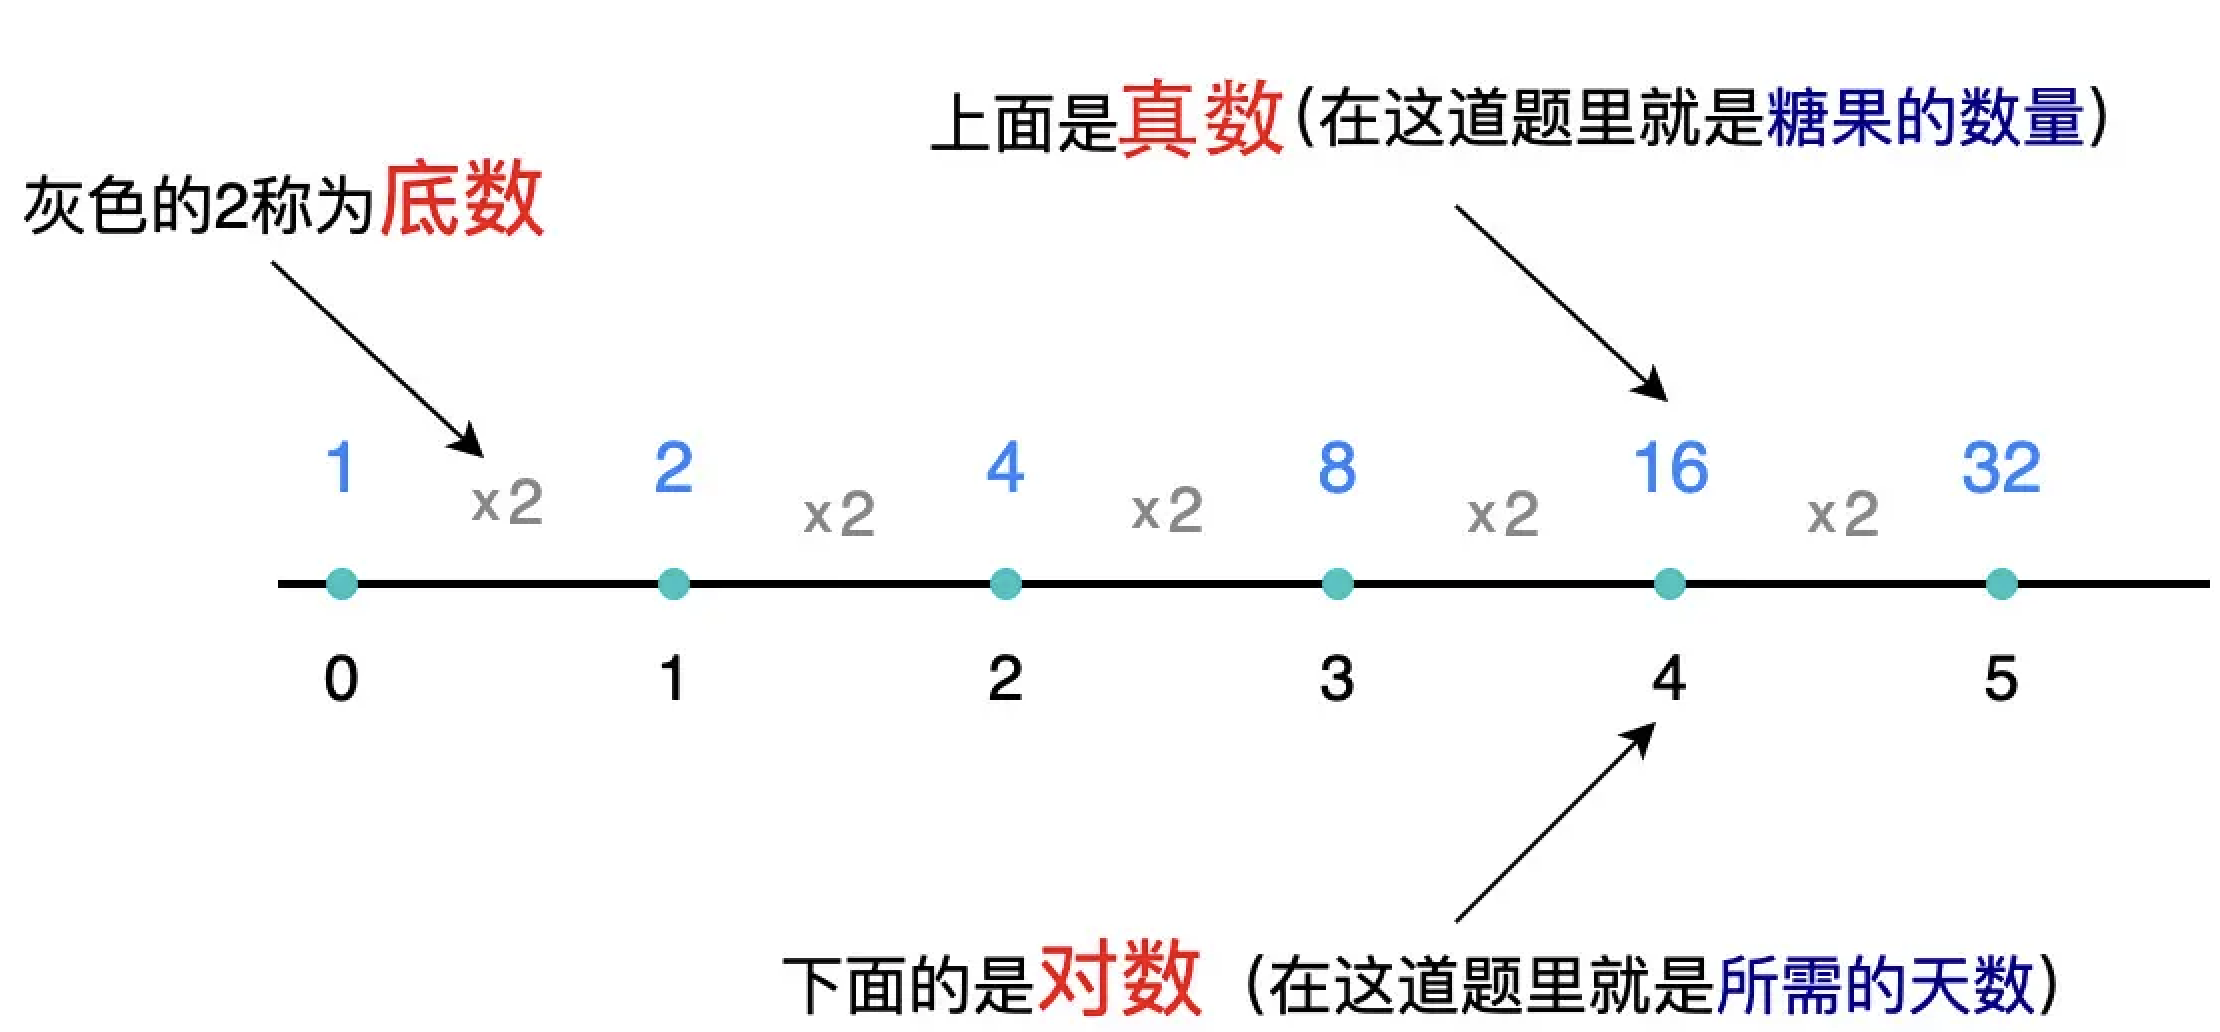 上面是真数(在这道题里就是糖果的数量)
灰色的2称为底数
1 x2 2 x2 4 x2 8 x2 16 x2 32
0 1 2 3 4 5
下面的是对数（在这道题里就是所需的天数）